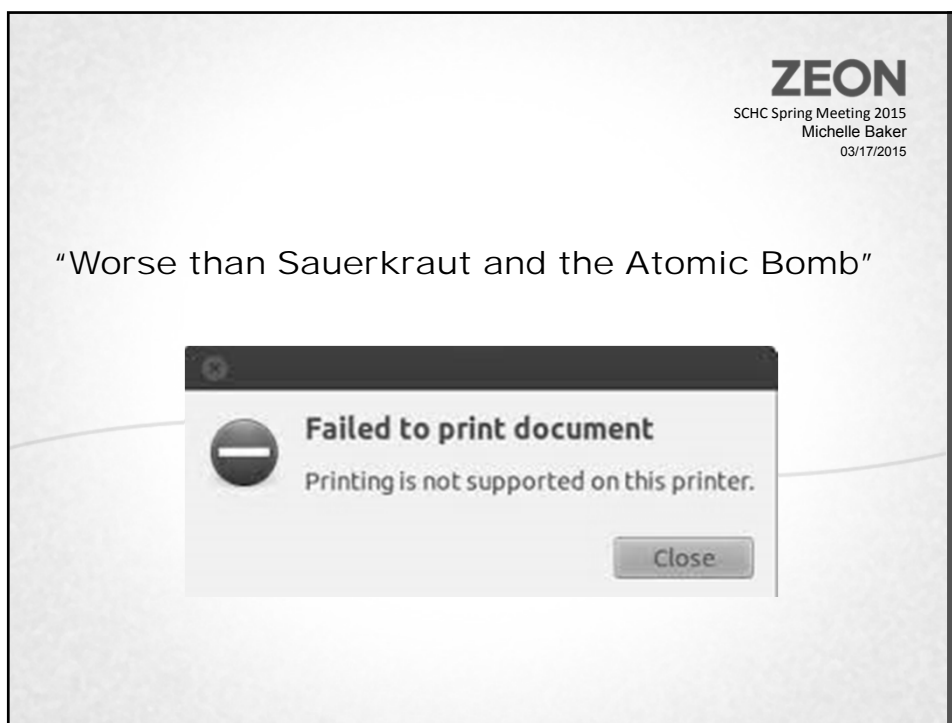 ZEON
SCHC Spring Meeting 2015
Michelle Baker
03/17/2015
"Worse than Sauerkraut and the Atomic Bomb"
Failed to print document
Printing is not supported on this printer.
Close